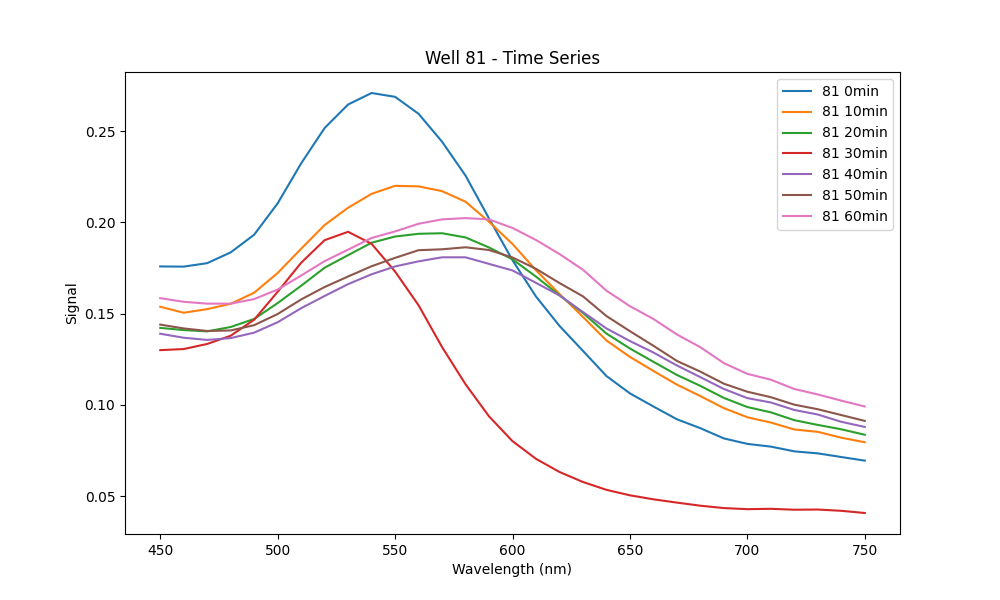 Well 81 - Time Series
81 0min
81 10min
81 20min
81 30min
81 40min
81 50min
81 60min
Signal
0.25
0.20
0.15
0.10
0.05
450 500 550 600 650 700 750
Wavelength (nm)